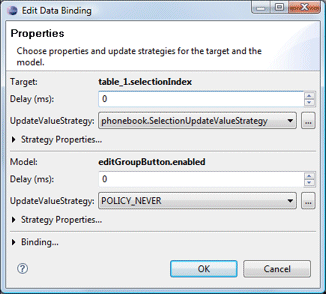 Edit Data Binding
Properties
Choose properties and update strategies for the target and the
model.
Target: table_1.selectionIndex
Delay (ms): 0
UpdateValueStrategy: phonebook.SelectionUpdateValueStrategy ...
Strategy Properties...
Model: editGroupButton.enabled
Delay (ms): 0
UpdateValueStrategy: POLICY_NEVER ...
Strategy Properties...
Binding...
? OK Cancel